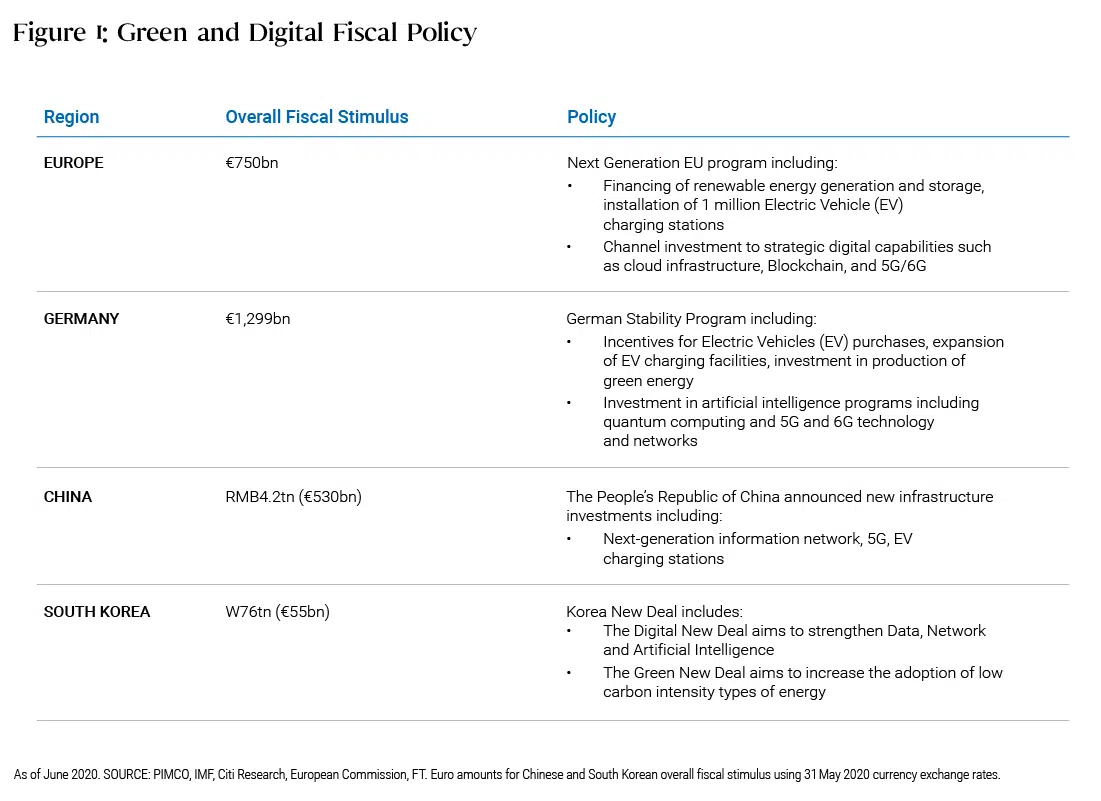 Figure 1: Green and Digital Fiscal Policy
Region Overall Fiscal Stimulus Policy
EUROPE €750bn Next Generation EU program including:
• Financing of renewable energy generation and storage,
installation of 1 million Electric Vehicle (EV)
charging stations
• Channel investment to strategic digital capabilities such
as cloud infrastructure, Blockchain, and 5G/6G
GERMANY €1,299bn German Stability Program including:
• Incentives for Electric Vehicles (EV) purchases, expansion
of EV charging facilities, investment in production of
green energy
• Investment in artificial intelligence programs including
quantum computing and 5G and 6G technology
and networks
CHINA RMB4.2tn (€530bn) The People's Republic of China announced new infrastructure
investments including:
• Next-generation information network, 5G, EV
charging stations
SOUTH KOREA W76tn (€55bn) Korea New Deal includes:
• The Digital New Deal aims to strengthen Data, Network
and Artificial Intelligence
• The Green New Deal aims to increase the adoption of low
carbon intensity types of energy
As of June 2020. SOURCE: PIMCO, IMF, Citi Research, European Commission, FT. Euro amounts for Chinese and South Korean overall fiscal stimulus using 31 May 2020 currency exchange rates.